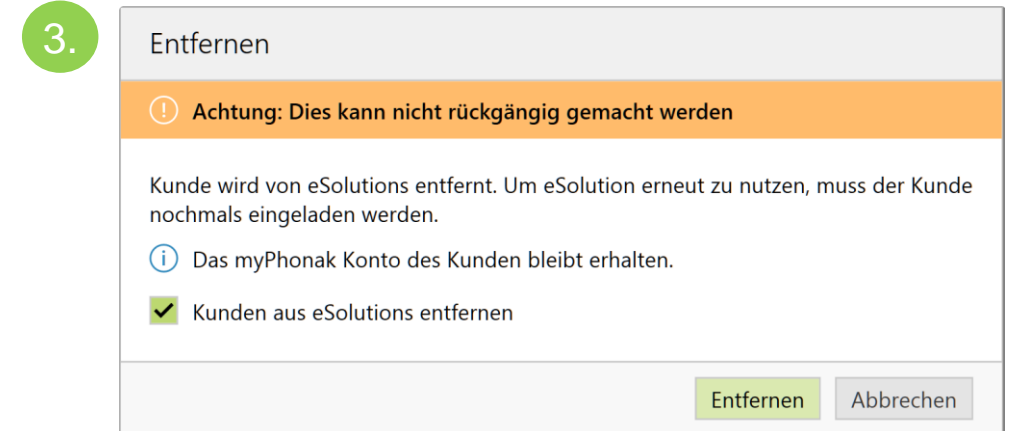 3.
Entfernen
Achtung: Dies kann nicht rückgängig gemacht werden
Kunde wird von eSolutions entfernt. Um eSolution erneut zu nutzen, muss der Kunde
nochmals eingeladen werden.
Das myPhonak Konto des Kunden bleibt erhalten.
Kunden aus eSolutions entfernen
Entfernen Abbrechen